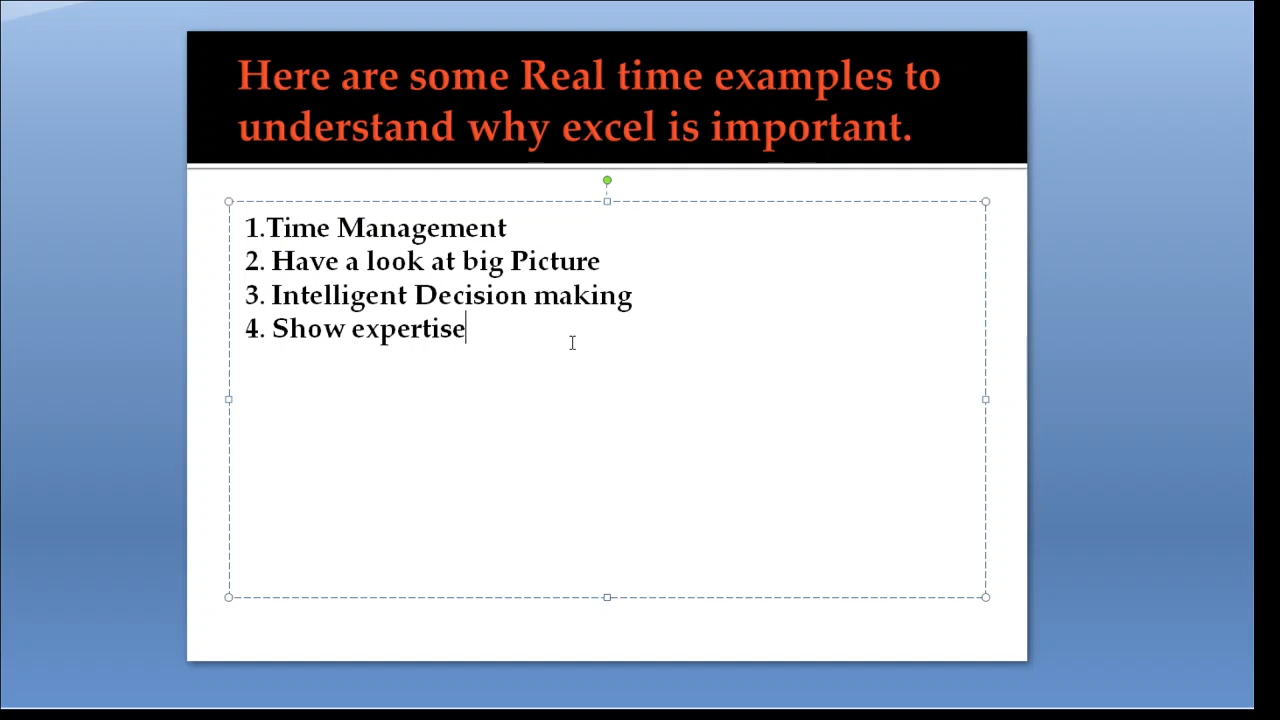 Here are some Real time examples to
understand why excel is important.
1.Time Management
2. Have a look at big Picture
3. Intelligent Decision making
4. Show expertise